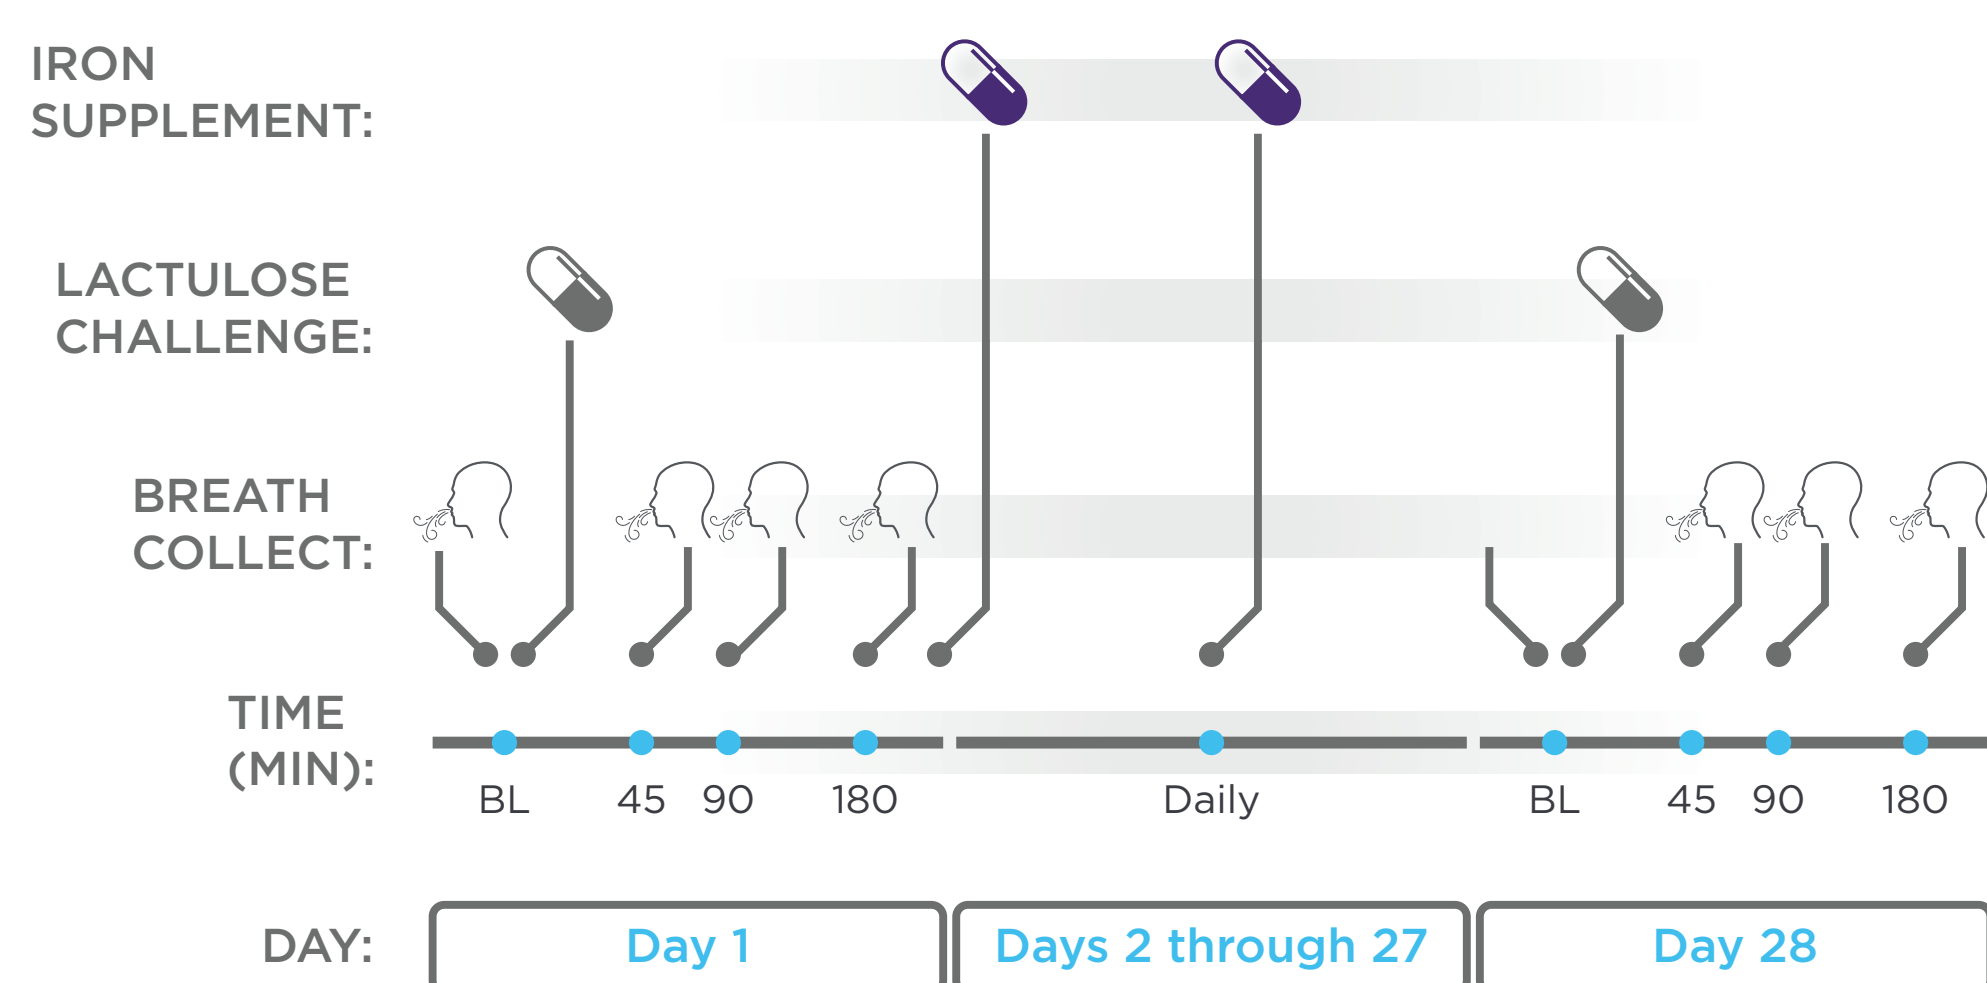 IRON
SUPPLEMENT:
LACTULOSE
CHALLENGE:
BREATH
COLLECT:
TIME
(MIN):
BL 45 90 180 Daily BL 45 90 180
DAY: Day 1 Days 2 through 27 Day 28